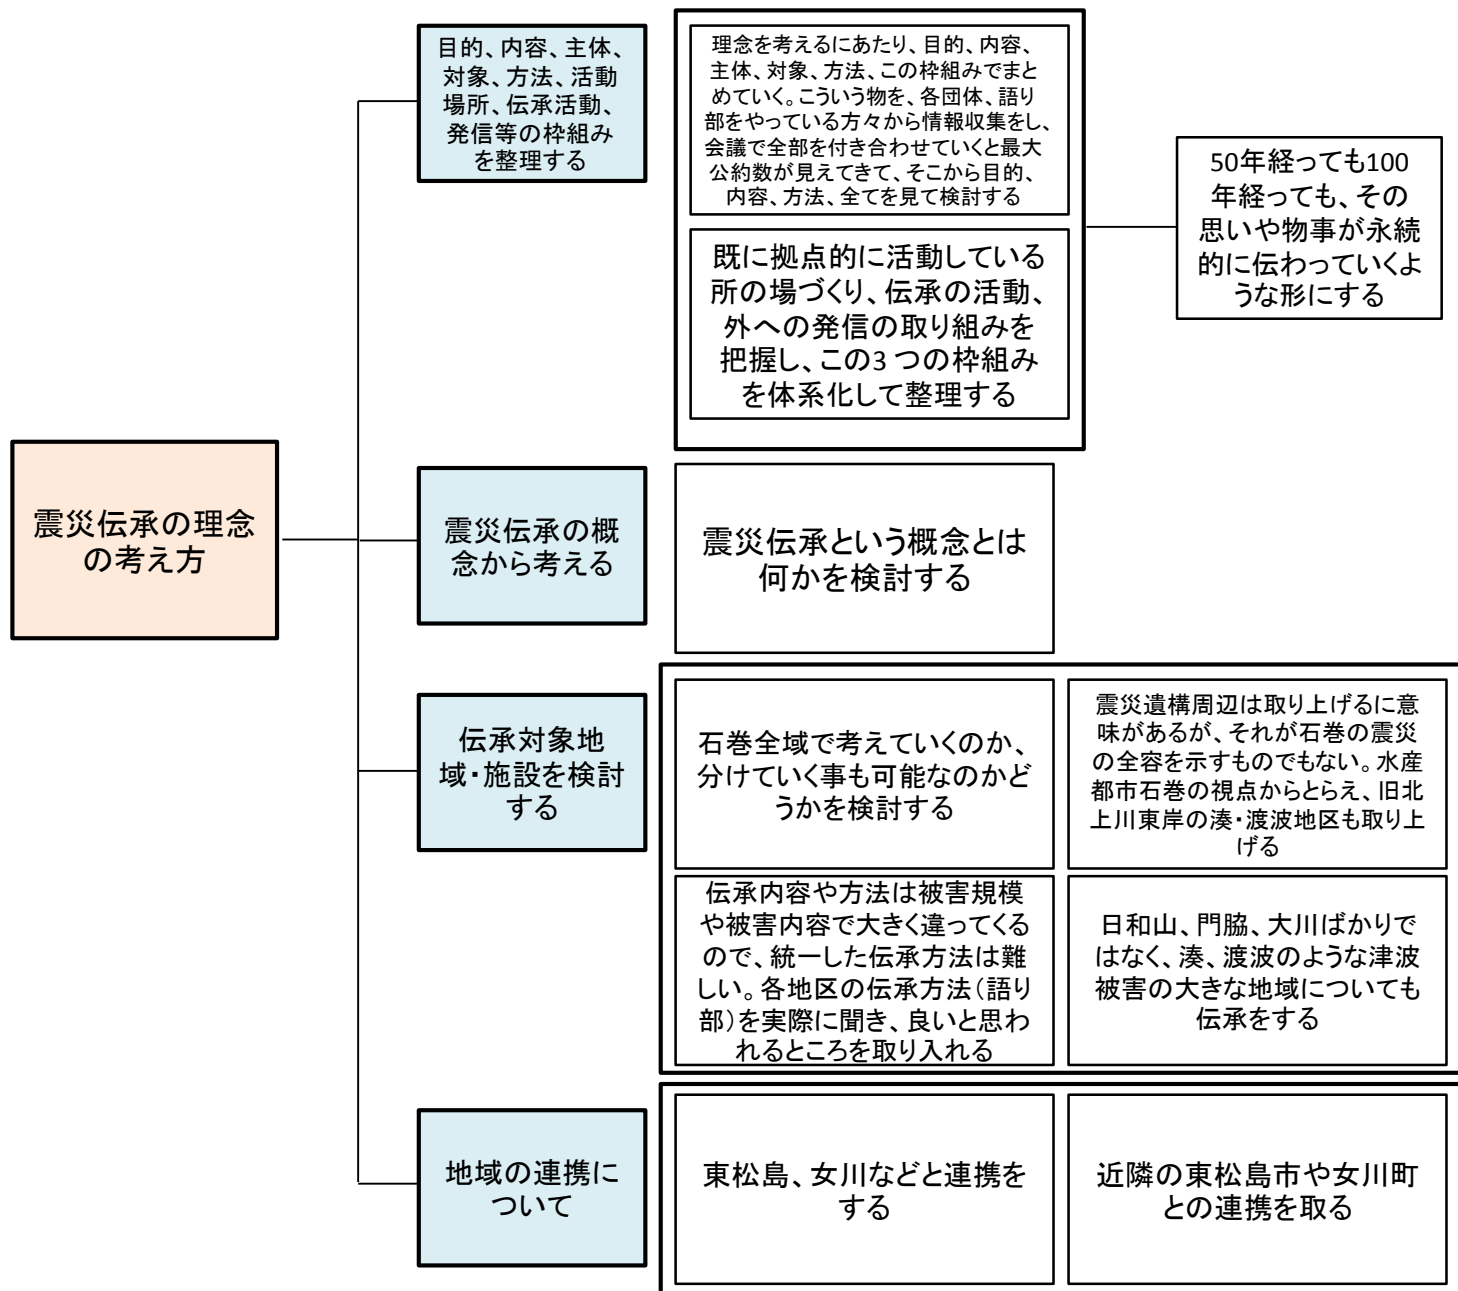 目的、内容、主体、
対象、方法、活動
場所、伝承活動、
発信等の枠組み
を整理する
理念を考えるにあたり、目的、内容、
主体、対象、方法、この枠組みでまと
めていく。こういう物を、各団体、語り
部をやっている方々から情報収集をし、
会議で全部を付き合わせていくと最大
公約数が見えてきて、そこから目的、
内容、方法、全てを見て検討する
既に拠点的に活動している
所の場づくり、伝承の活動、
外への発信の取り組みを
把握し、この3 つの枠組み
を体系化して整理する
50年経っても100
年経っても、その
思いや物事が永続
的に伝わっていくよ
うな形にする
震災伝承の理念
の考え方
震災伝承の概
念から考える
震災伝承という概念とは
何かを検討する
伝承対象地
域・施設を検討
する
石巻全域で考えていくのか、
分けていく事も可能なのかど
うかを検討する
震災遺構周辺は取り上げるに意
味があるが、それが石巻の震災
の全容を示すものでもない。水産
都市石巻の視点からとらえ、旧北
上川東岸の湊・渡波地区も取り上
げる
伝承内容や方法は被害規模
や被害内容で大きく違ってくる
ので、統一した伝承方法は難
しい。各地区の伝承方法（語り
部）を実際に聞き、良いと思わ
れるところを取り入れる
日和山、門脇、大川ばかりで
はなく、湊、渡波のような津波
被害の大きな地域についても
伝承をする
地域の連携に
ついて
東松島、女川などと連携を
する
近隣の東松島市や女川町
との連携を取る